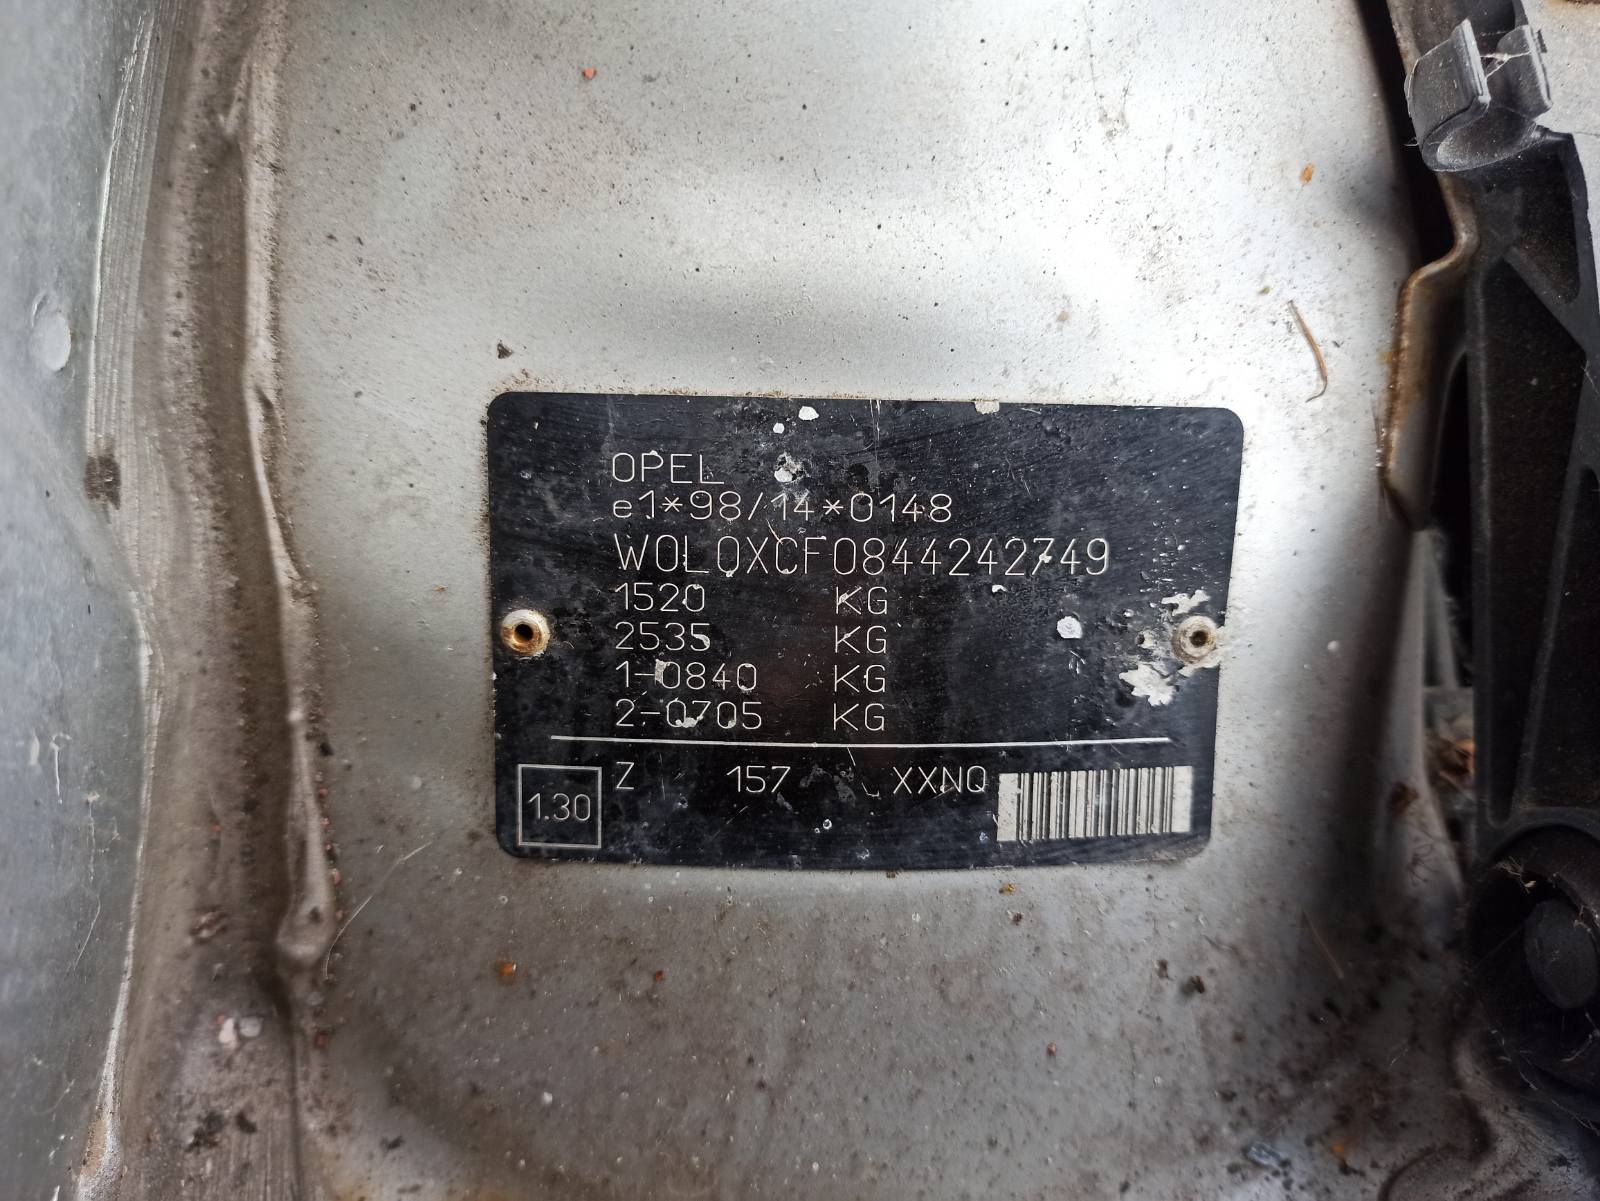 OPEL
e1*98/14*0148
W0L0XCF0844242749
1520 KG
2535 KG
1-0840 KG
2-0705 KG
1.30 Z 157 XXNQ